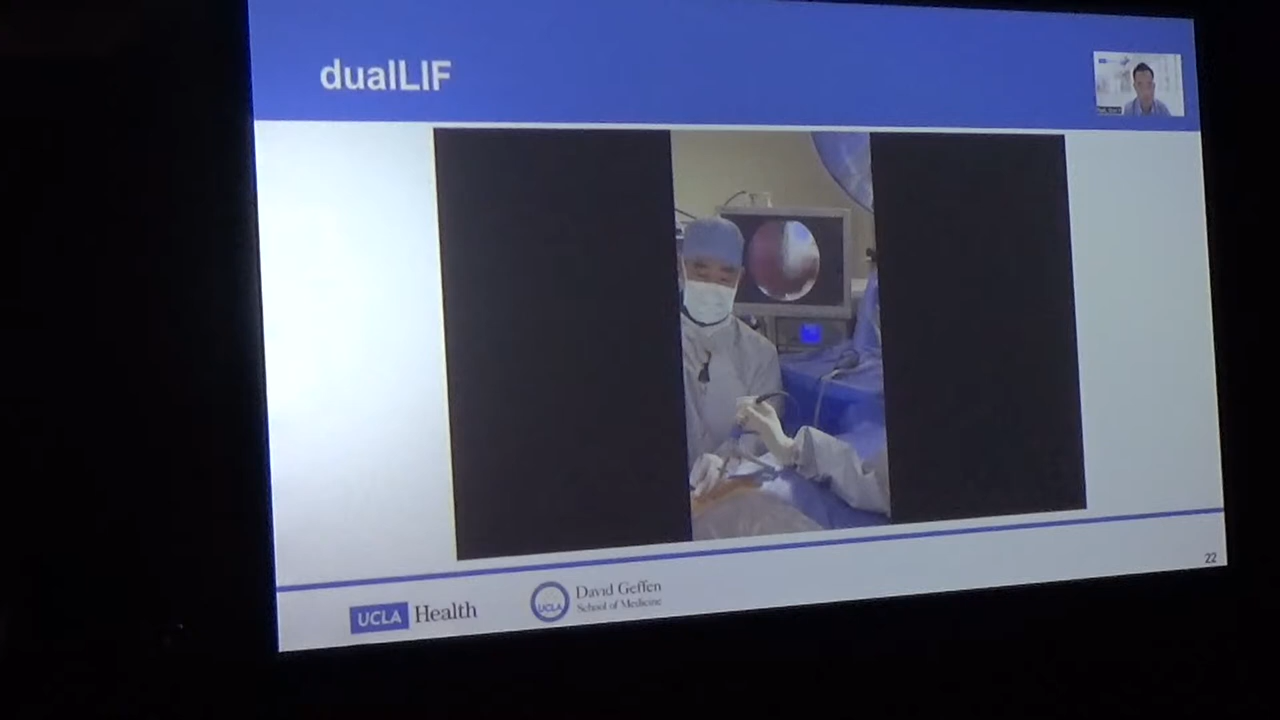 dualLIF
22
UCLA Health
UCLA
David Geffen
School of Medicine